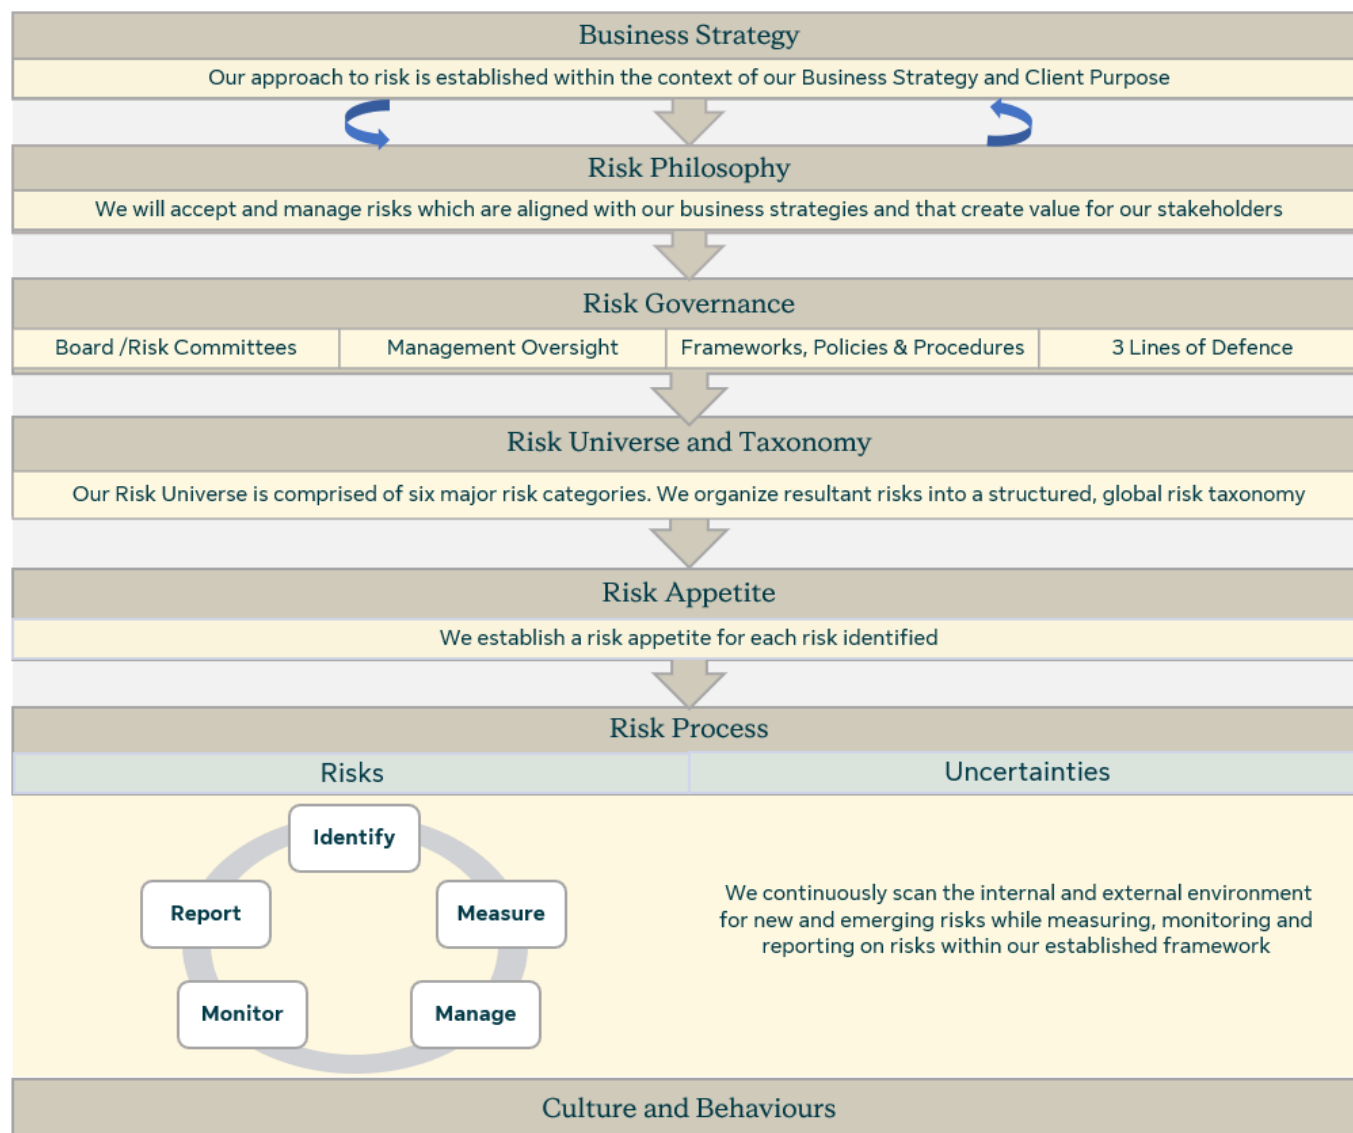 Business Strategy
Our approach to risk is established within the context of our Business Strategy and Client Purpose
Risk Philosophy
We will accept and manage risks which are aligned with our business strategies and that create value for our stakeholders
Risk Governance
Board /Risk Committees
Management Oversight
Frameworks, Policies & Procedures
3 Lines of Defence
Risk Universe and Taxonomy
Our Risk Universe is comprised of six major risk categories. We organize resultant risks into a structured, global risk taxonomy
Risk Appetite
We establish a risk appetite for each risk identified
Risk Process
Risks
Uncertainties
Identify
Measure
Manage
Monitor
Report
We continuously scan the internal and external environment
for new and emerging risks while measuring, monitoring and
reporting on risks within our established framework
Culture and Behaviours